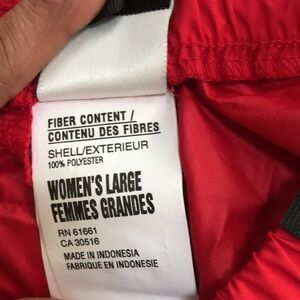 FIBER CONTENT /
CONTENU DES FIBRES
SHELL/EXTERIEUR
100% POLYESTER
WOMEN'S LARGE
FEMMES GRANDES
RN 61661
CA 30516
MADE IN INDONESIA
FABRIQUE EN INDONESIE